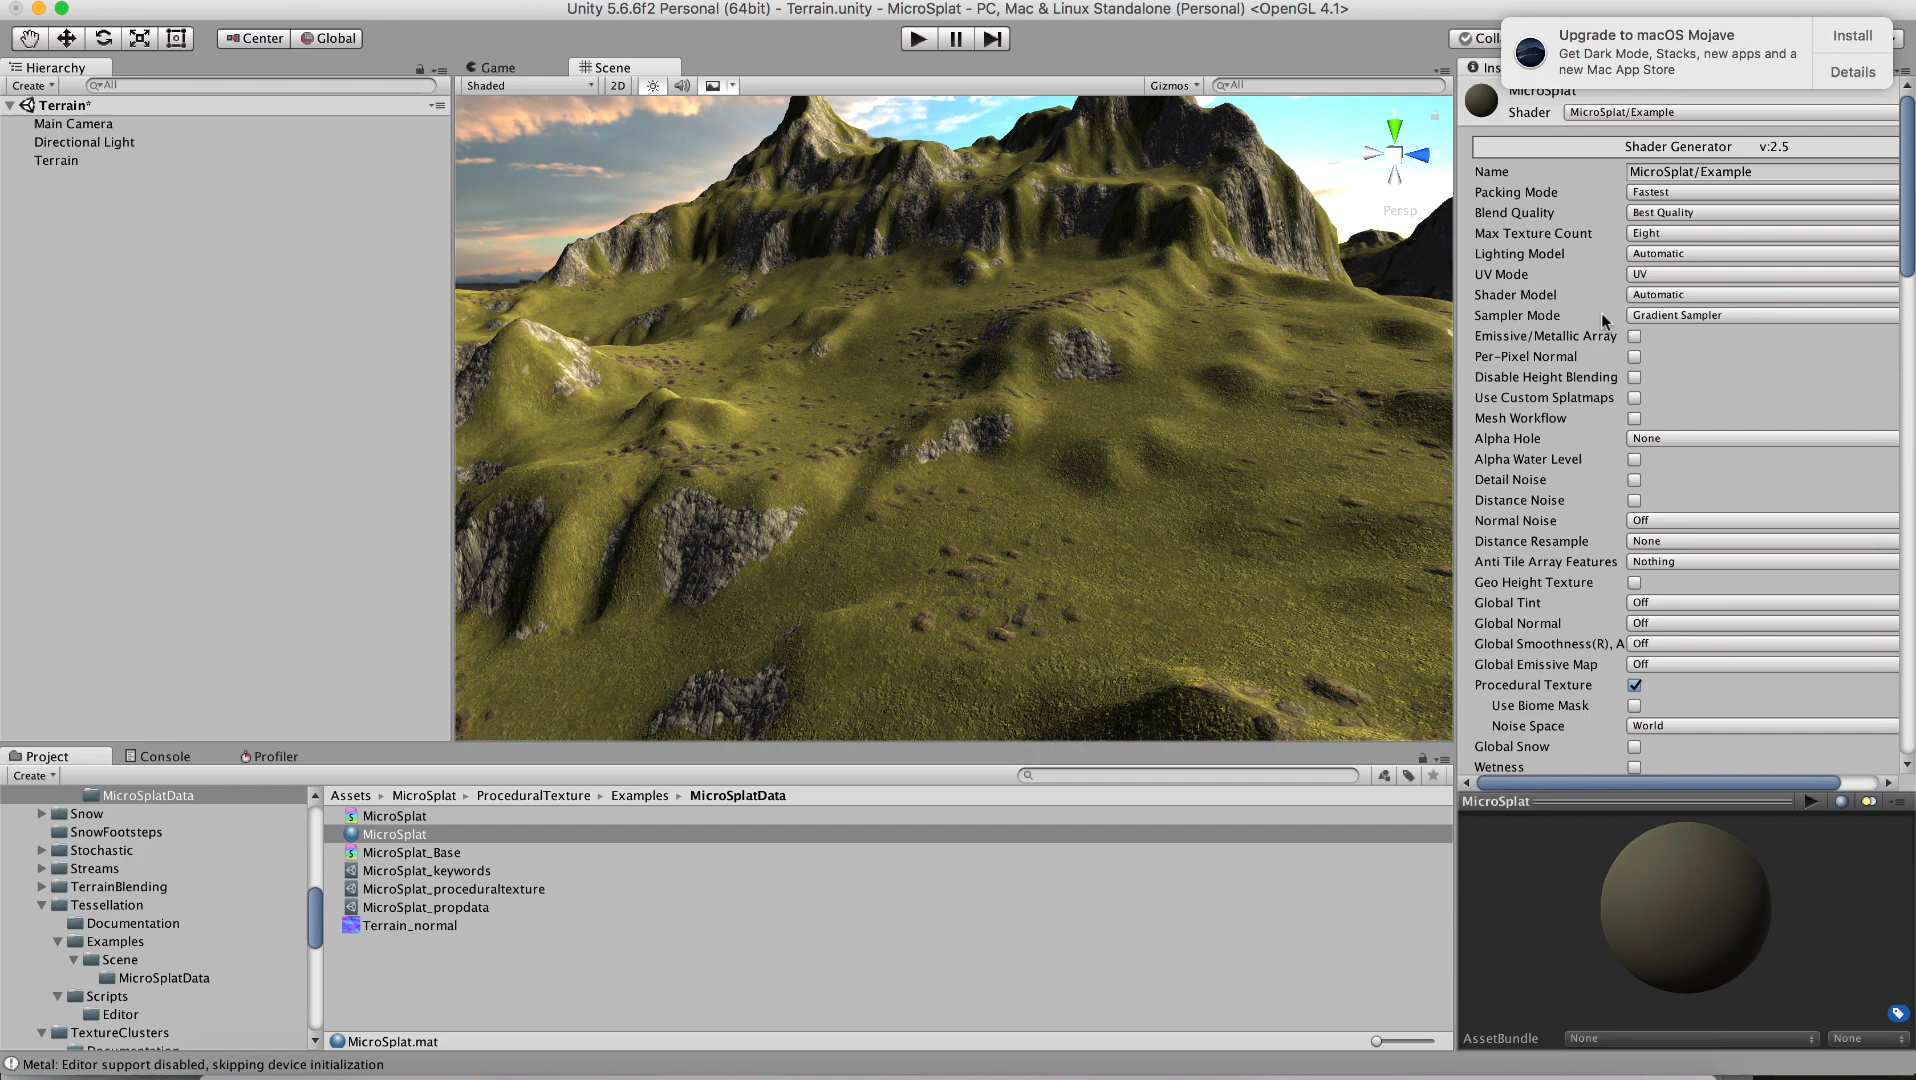 Unity 5.6.6f2 Personal (64bit) - Terrain.unity - MicroSplat - PC, Mac & Linux Standalone (Personal) <OpenGL 4.1>
Center Global
Upgrade to macOS Mojave
Get Dark Mode, Stacks, new apps and a
new Mac App Store
Install
Details
Hierarchy
Create
All
Terrain*
Main Camera
Directional Light
Terrain
Game
Scene
Shaded
2D
Gizmos
All
Persp
MicroSplat
Shader MicroSplat/Example
Shader Generator v:2.5
Name MicroSplat/Example
Packing Mode Fastest
Blend Quality Best Quality
Max Texture Count Eight
Lighting Model Automatic
UV Mode UV
Shader Model Automatic
Sampler Mode Gradient Sampler
Emissive/Metallic Array
Per-Pixel Normal
Disable Height Blending
Use Custom Splatmaps
Mesh Workflow
Alpha Hole None
Alpha Water Level
Detail Noise
Distance Noise
Normal Noise Off
Distance Resample None
Anti Tile Array Features Nothing
Geo Height Texture
Global Tint Off
Global Normal Off
Global Smoothness(R), A Off
Global Emissive Map Off
Procedural Texture
Use Biome Mask
Noise Space World
Global Snow
Wetness
Project
Console
Profiler
Create
MicroSplatData
Snow
SnowFootsteps
Stochastic
Streams
TerrainBlending
Tessellation
Documentation
Examples
Scene
MicroSplatData
Scripts
Editor
TextureClusters
Assets MicroSplat ProceduralTexture Examples MicroSplatData
MicroSplat
MicroSplat
MicroSplat_Base
MicroSplat_keywords
MicroSplat_proceduraltexture
MicroSplat_propdata
Terrain_normal
MicroSplat.mat
MicroSplat
AssetBundle None None
Metal: Editor support disabled, skipping device initialization